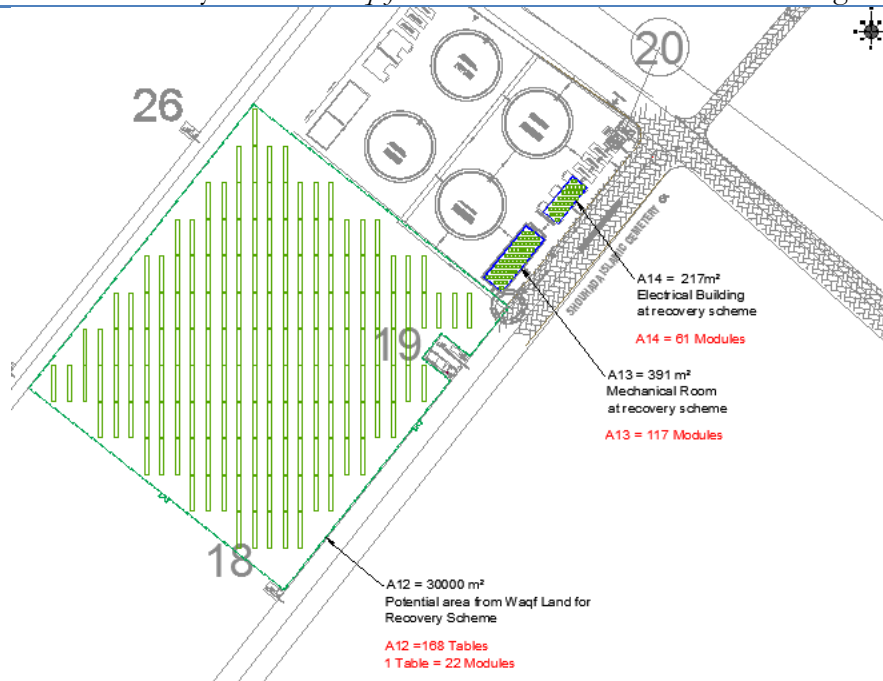 20
26
SHOUHADA ISLAMIC CEMETERY
A14 = 217m²
Electrical Building
at recovery scheme
A14 = 61 Modules
19
A13 = 391 m²
Mechanical Room
at recovery scheme
A13 = 117 Modules
18
A12 = 30000 m²
Potential area from Waqf Land for
Recovery Scheme
A12 =168 Tables
1 Table = 22 Modules